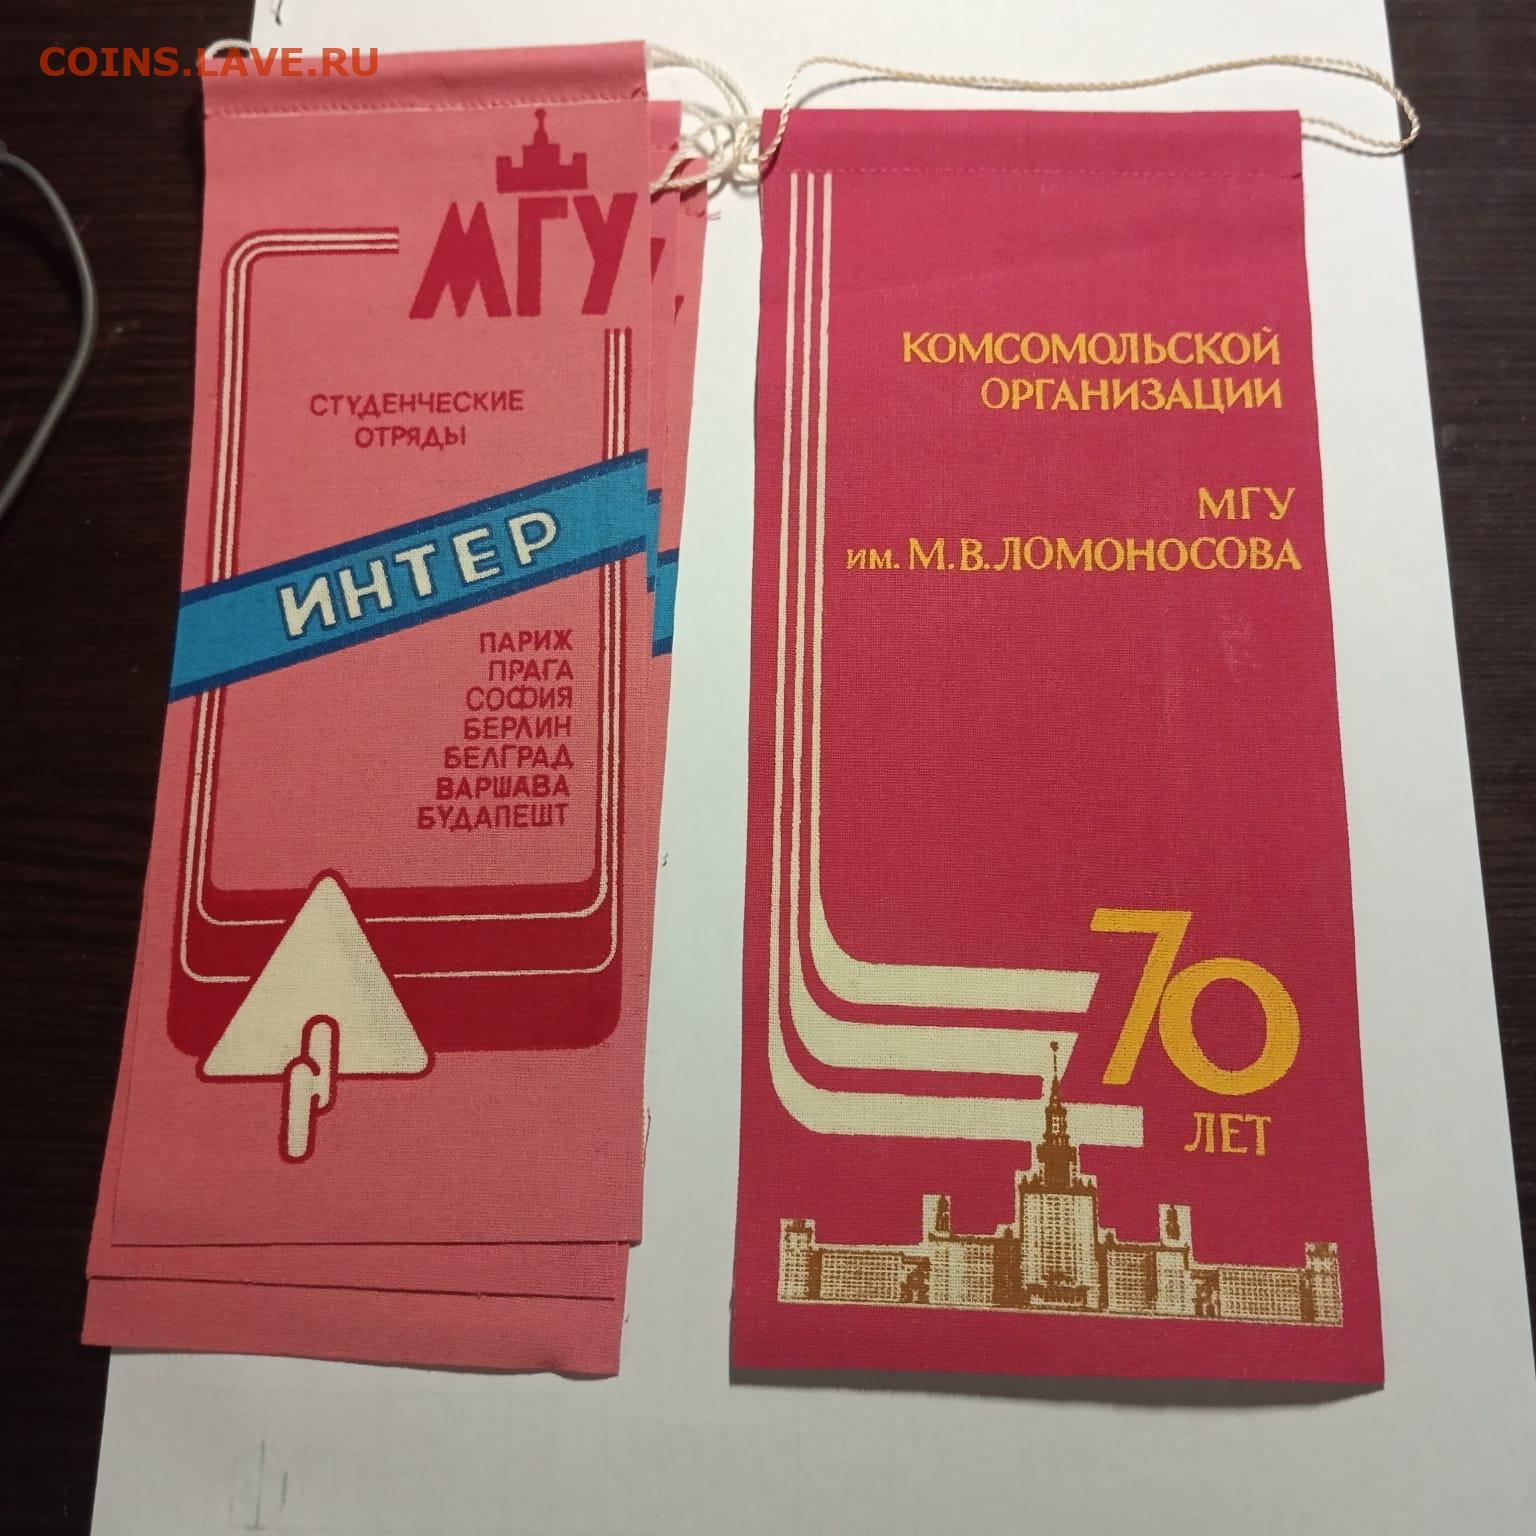 COINS.LAVE.RU
МГУ
СТУДЕНЧЕСКИЕ
ОТРЯДЫ
ИНТЕР
ПАРИЖ
ПРАГА
СОФИЯ
БЕРЛИН
БЕЛГРАД
ВАРШАВА
БУДАПЕШТ
КОМСОМОЛЬСКОЙ
ОРГАНИЗАЦИИ
МГУ
им. М.В.ЛОМОНОСОВА
70
ЛЕТ